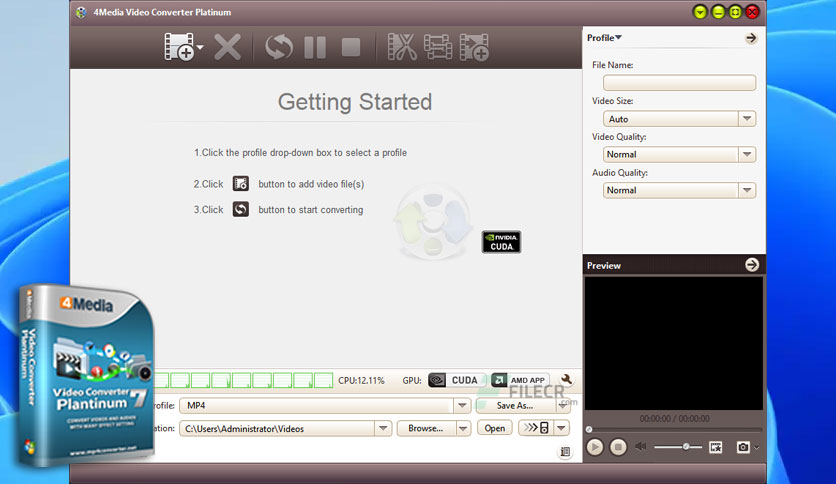 4Media Video Converter Platinum
Profile
File Name:
Video Size:
Auto
Video Quality:
Normal
Audio Quality:
Normal
Getting Started
1.Click the profile drop-down box to select a profile
2.Click button to add video file(s)
3.Click button to start converting
NVIDIA.
CUDA
Preview
00:00:00 / 00:00:00
CPU:12.11% GPU: CUDA AMD APP
FILECR
.com
rofile: MP4 Save As...
ation: C:\Users\Administrator\Videos Browse... Open
4Media
Video Converter
Plantinum 7
CONVERT VIDEOS AND AUDIOS
WITH MANY EFFECT SETTING
www.mp4converter.net
4Media
Video Converter
Plantinum